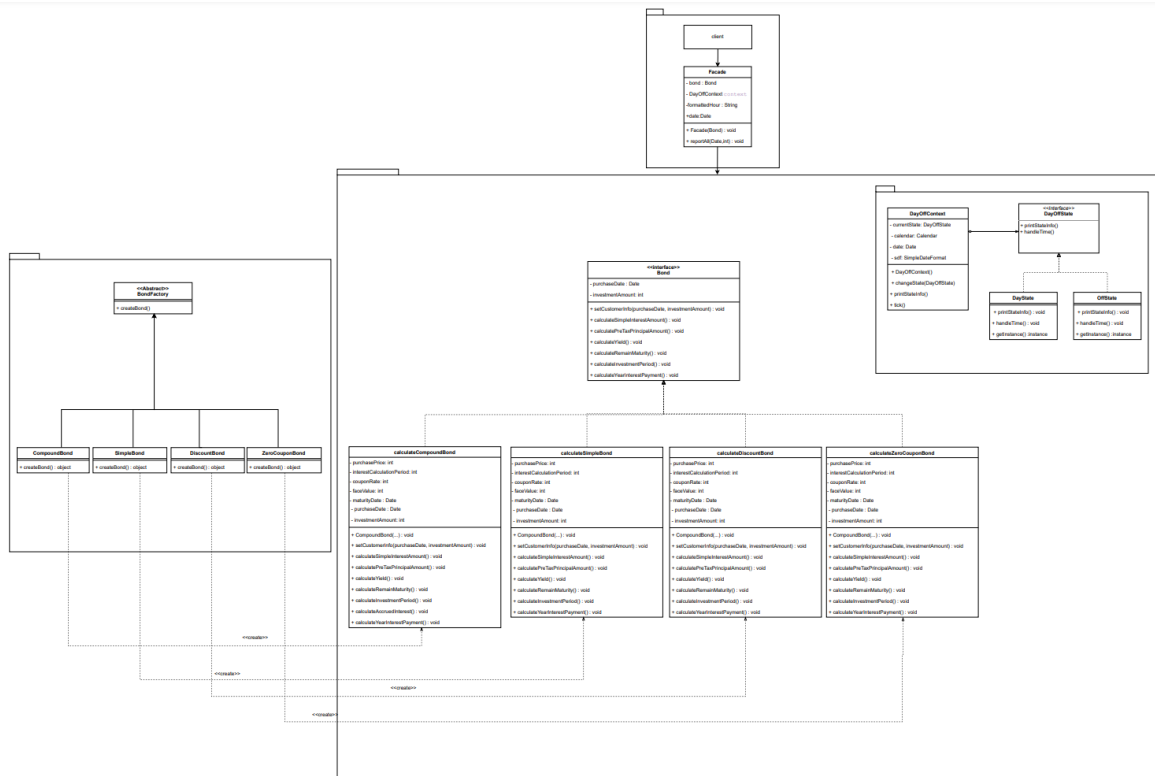 client
Facade
- bond : Bond
- DayOffContext context
-formattedHour : String
+date:Date
+ Facade(Bond) : void
+ reportAll(Date,int) : void
DayOffContext
- currentState: DayOffState
- calendar: Calendar
- date: Date
- sdf: SimpleDateFormat
+ DayOffContext()
+ changeState(DayOffState)
+ printStateInfo()
+ tick()
<<Interface>>
DayOffState
+ printStateInfo()
+ handleTime()
DayState
+ printStateInfo() : void
+ handleTime() : void
+ getInstance() :instance
OffState
+ printStateInfo() : void
+ handleTime() : void
+ getInstance() :instance
<<Abstract>>
BondFactory
+ createBond()
<<Interface>>
Bond
- purchaseDate : Date
- investmentAmount: int
+ setCustomerInfo(purchaseDate, investmentAmount) : void
+ calculateSimpleInterestAmount() : void
+ calculatePreTaxPrincipalAmount() : void
+ calculateYield() : void
+ calculateRemainMaturity() : void
+ calculateInvestmentPeriod() : void
+ calculateYearInterestPayment() : void
CompoundBond
+ createBond() : object
SimpleBond
+ createBond() : object
DiscountBond
+ createBond() : object
ZeroCouponBond
+ createBond() : object
calculateCompoundBond
- purchasePrice: int
- interestCalculationPeriod: int
- couponRate: int
- faceValue: int
- maturityDate : Date
- purchaseDate : Date
- investmentAmount: int
+ CompoundBond(...) : void
+ setCustomerInfo(purchaseDate, investmentAmount) : void
+ calculateSimpleInterestAmount() : void
+ calculatePreTaxPrincipalAmount() : void
+ calculateYield() : void
+ calculateRemainMaturity() : void
+ calculateInvestmentPeriod() : void
+ calculateAccruedInterest() : void
+ calculateYearInterestPayment() : void
calculateSimpleBond
- purchasePrice: int
- interestCalculationPeriod: int
- couponRate: int
- faceValue: int
- maturityDate : Date
- purchaseDate : Date
- investmentAmount: int
+ CompoundBond(...) : void
+ setCustomerInfo(purchaseDate, investmentAmount) : void
+ calculateSimpleInterestAmount() : void
+ calculatePreTaxPrincipalAmount() : void
+ calculateYield() : void
+ calculateRemainMaturity() : void
+ calculateInvestmentPeriod() : void
+ calculateYearInterestPayment() : void
calculateDiscountBond
- purchasePrice: int
- interestCalculationPeriod: int
- couponRate: int
- faceValue: int
- maturityDate : Date
- purchaseDate : Date
- investmentAmount: int
+ CompoundBond(...) : void
+ setCustomerInfo(purchaseDate, investmentAmount) : void
+ calculateSimpleInterestAmount() : void
+ calculatePreTaxPrincipalAmount() : void
+ calculateYield() : void
+ calculateRemainMaturity() : void
+ calculateInvestmentPeriod() : void
+ calculateYearInterestPayment() : void
calculateZeroCouponBond
- purchasePrice: int
- interestCalculationPeriod: int
- couponRate: int
- faceValue: int
- maturityDate : Date
- purchaseDate : Date
- investmentAmount: int
+ CompoundBond(...) : void
+ setCustomerInfo(purchaseDate, investmentAmount) : void
+ calculateSimpleInterestAmount() : void
+ calculatePreTaxPrincipalAmount() : void
+ calculateYield() : void
+ calculateRemainMaturity() : void
+ calculateInvestmentPeriod() : void
+ calculateYearInterestPayment() : void
<<create>>
<<create>>
<<create>>
<<create>>